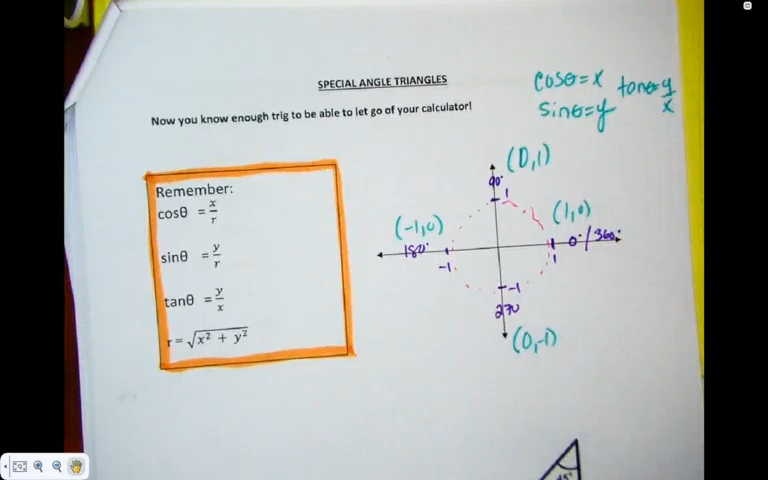 SPECIAL ANGLE TRIANGLES
Now you know enough trig to be able to let go of your calculator!
cosθ=x
tanθ=y/x
sinθ=y
Remember:
cosθ = x/r
sinθ = y/r
tanθ = y/x
r = √x² + y²
(0,1)
90°
1
(-1,0)
(1,0)
180°
0°/360°
-1
1
-1
270
(0,-1)
45°